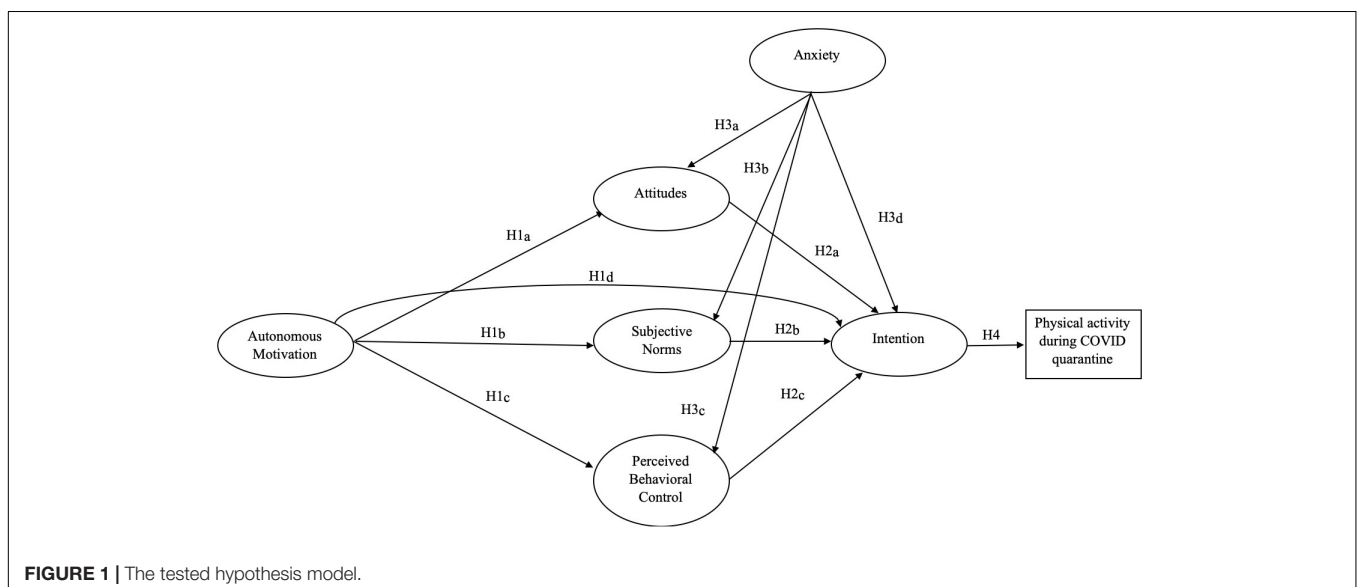 Anxiety
H3a
H3b
Attitudes
H3d
H1a
H2a
H1d
Autonomous
Motivation
H1b
Subjective
Norms
H2b
Intention
H4
Physical activity
during COVID
quarantine
H1c
H3c
H2c
Perceived
Behavioral
Control
FIGURE 1 | The tested hypothesis model.